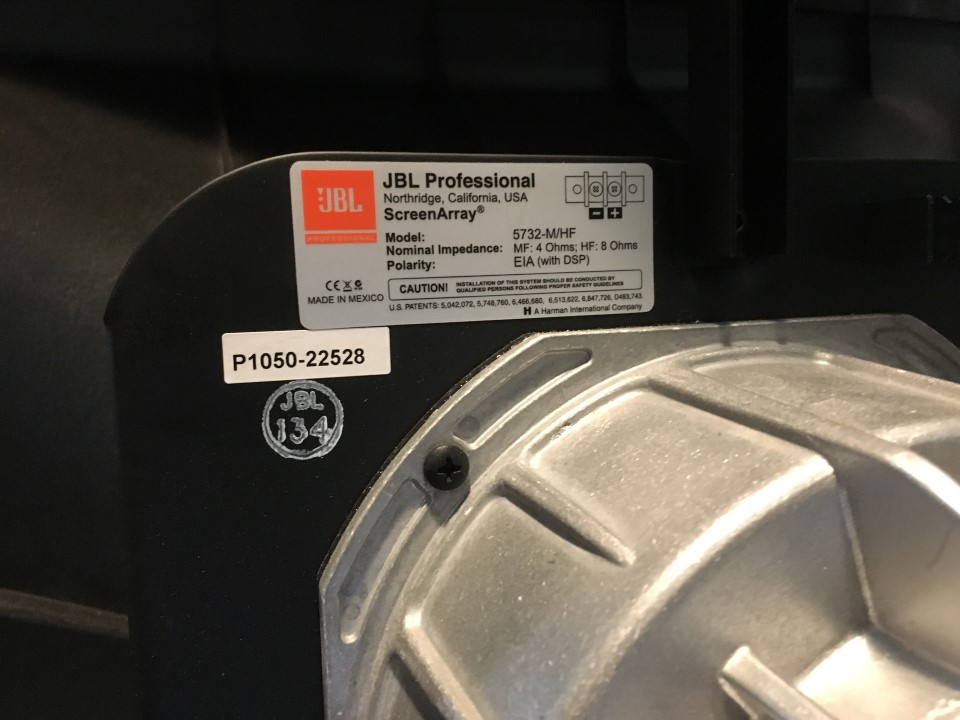 JBL
PROFESSIONAL
JBL Professional
Northridge, California, USA
ScreenArray®
- +
Model: 5732-M/HF
Nominal Impedance: MF: 4 Ohms; HF: 8 Ohms
Polarity: EIA (with DSP)
CE
MADE IN MEXICO
CAUTION! INSTALLATION OF THIS SYSTEM SHOULD BE CONDUCTED BY
QUALIFIED PERSONS FOLLOWING PROPER SAFETY GUIDELINES
U.S. PATENTS: 5,042,072, 5,748,760, 6,466,680, 6,513,622, 6,847,726, D483,743.
H A Harman International Company
P1050-22528
JBL
134